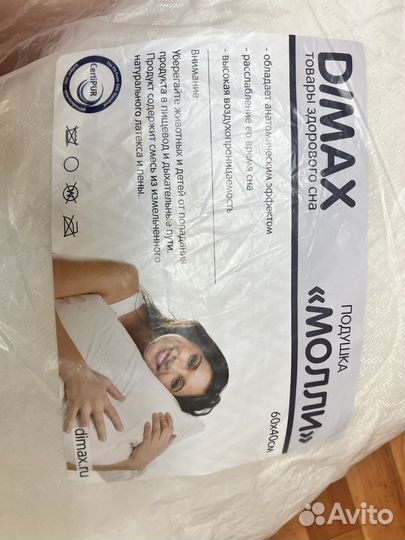 DIMAX
товары здорового сна
- обладает анатомическим эффектом
- расслабление во время сна
- высокая воздухопроницаемость
Внимание:
Уберегайте животных и детей от попадания
продукта в пищевод и дыхательные пути.
Продукт содержит смесь из измельченного
натурального латекса и пены.
CertiPUR
ПОДУШКА
«МОЛЛИ»
60х40см
dimax.ru
Avito